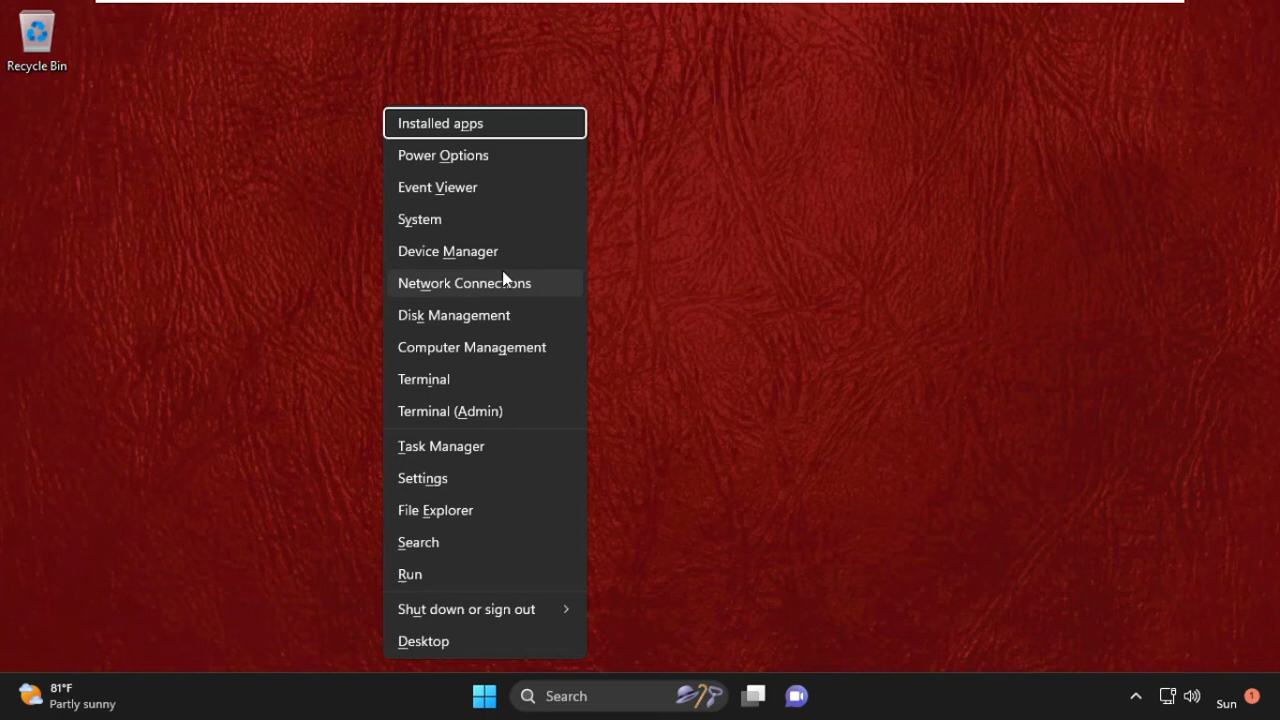 Recycle Bin
Installed apps
Power Options
Event Viewer
System
Device Manager
Network Connections
Disk Management
Computer Management
Terminal
Terminal (Admin)
Task Manager
Settings
File Explorer
Search
Run
Shut down or sign out
Desktop
81°F
Partly sunny
Search
Sun
1